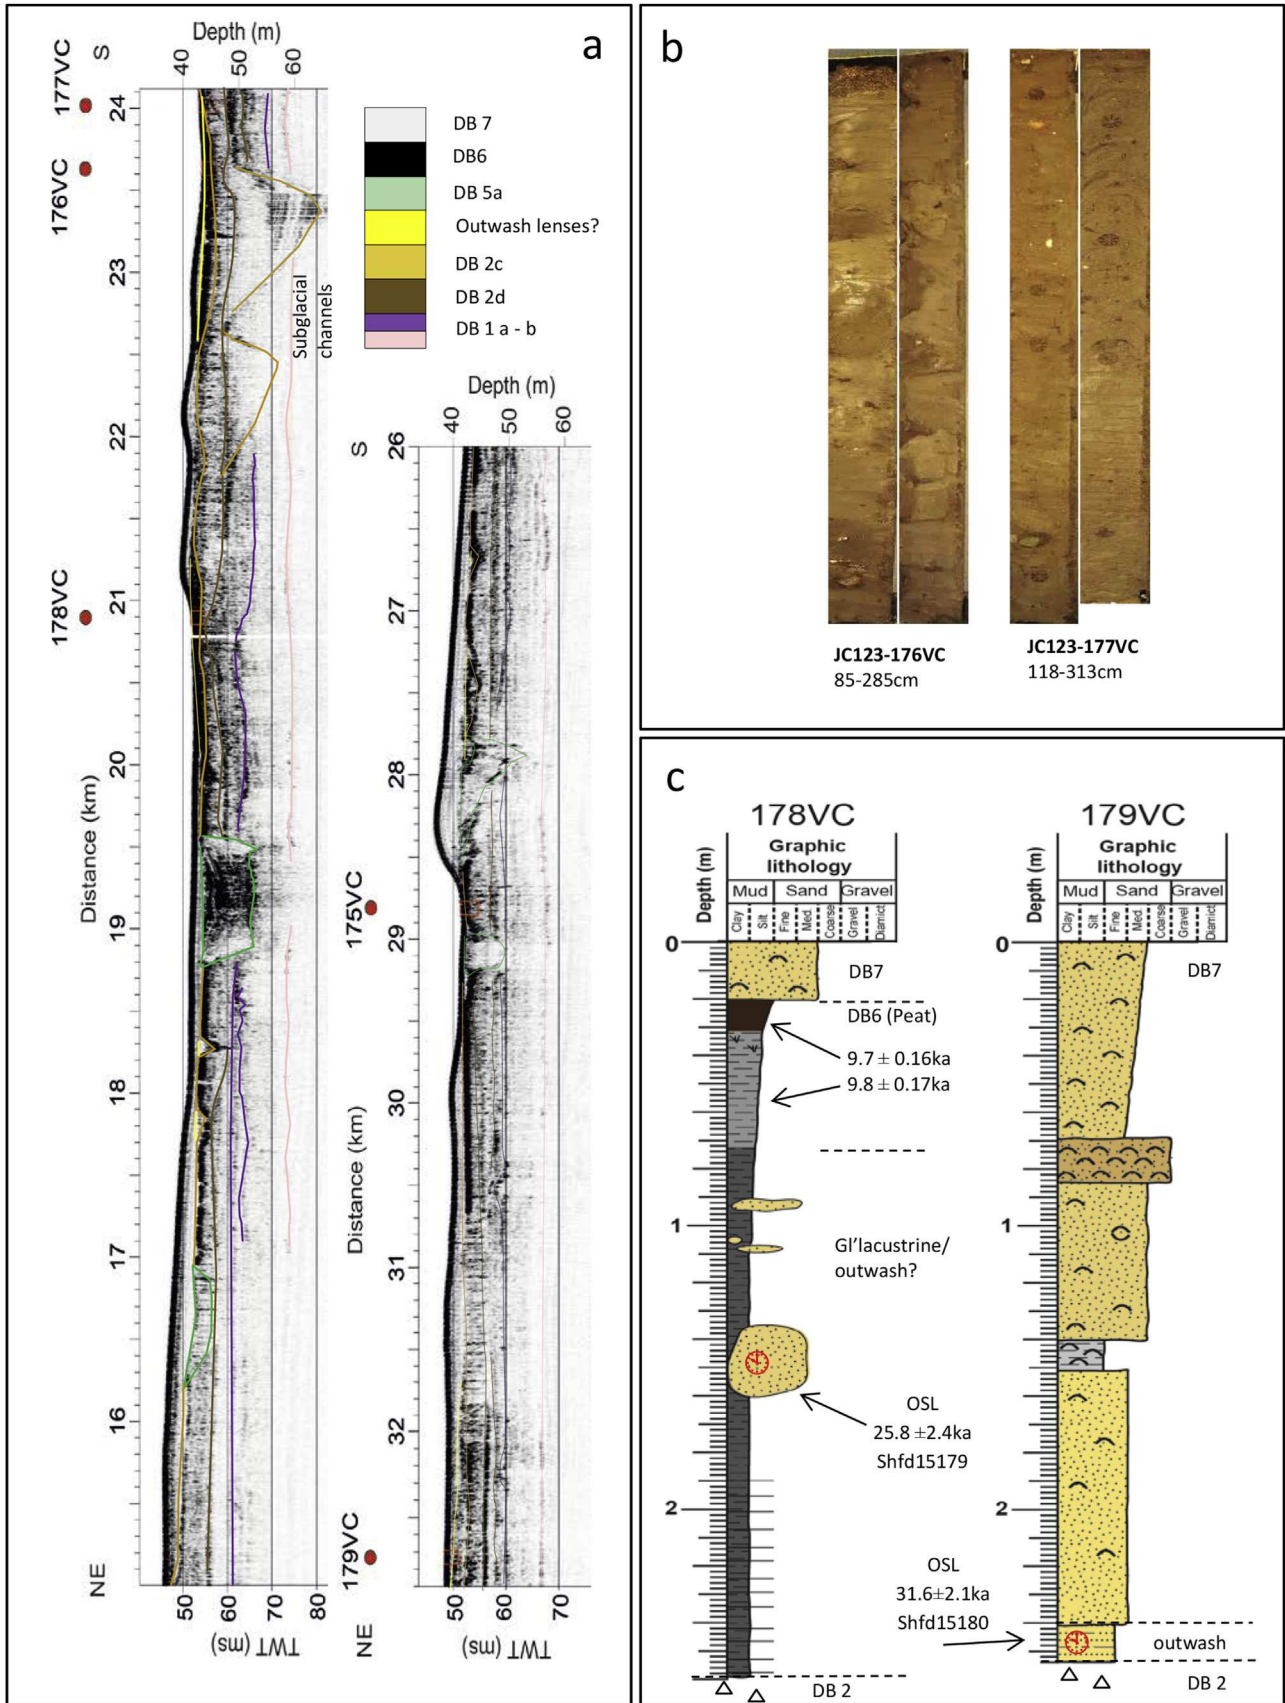 a
Depth (m)
40
50
60
S
177VC
176VC
178VC
24
23
22
21
20
19
18
17
16
Distance (km)
NE
50
60
70
80
TWT (ms)
Subglacial
channels
DB 7
DB6
DB 5a
Outwash lenses?
DB 2c
DB 2d
DB 1 a - b
Depth (m)
40
50
60
S
26
27
28
29
30
31
32
175VC
179VC
Distance (km)
NE
50
60
70
TWT (ms)
b
JC123-176VC
85-285cm
JC123-177VC
118-313cm
c
178VC
Graphic
lithology
Depth (m)
Mud
Sand
Gravel
Clay
Silt
Fine
Med.
Coarse
Gravel
Diamict
0
1
2
DB7
DB6 (Peat)
9.7 ± 0.16ka
9.8 ± 0.17ka
Gl'lacustrine/
outwash?
OSL
25.8 ±2.4ka
Shfd15179
DB 2
179VC
Graphic
lithology
Depth (m)
Mud
Sand
Gravel
Clay
Silt
Fine
Med.
Coarse
Gravel
Diamict
0
1
2
DB7
OSL
31.6±2.1ka
Shfd15180
outwash
DB 2